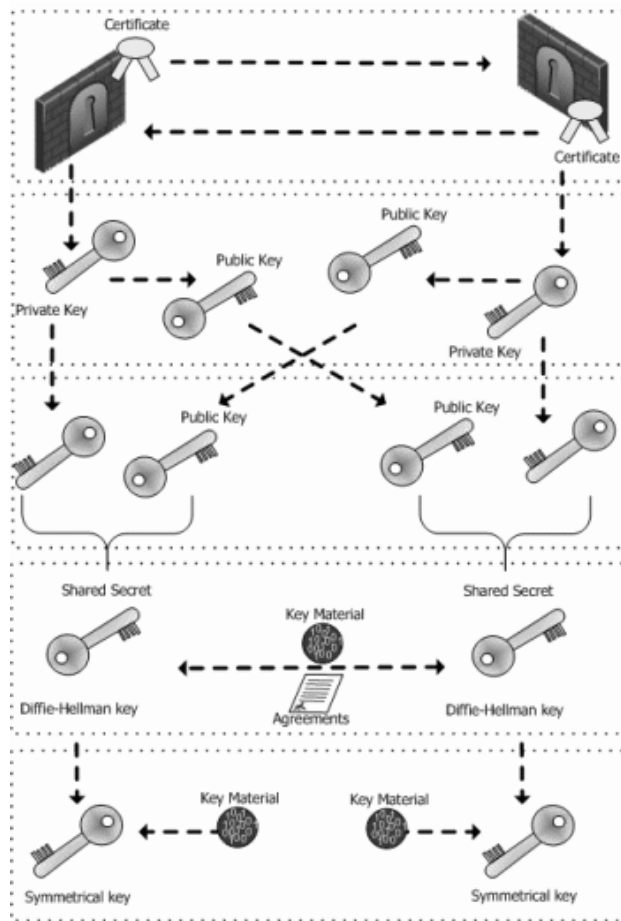 Certificate
Certificate
Public Key
Public Key
Private Key
Private Key
Public Key
Public Key
Shared Secret
Shared Secret
Key Material
Agreements
Diffie-Hellman key
Diffie-Hellman key
Key Material
Key Material
Symmetrical key
Symmetrical key